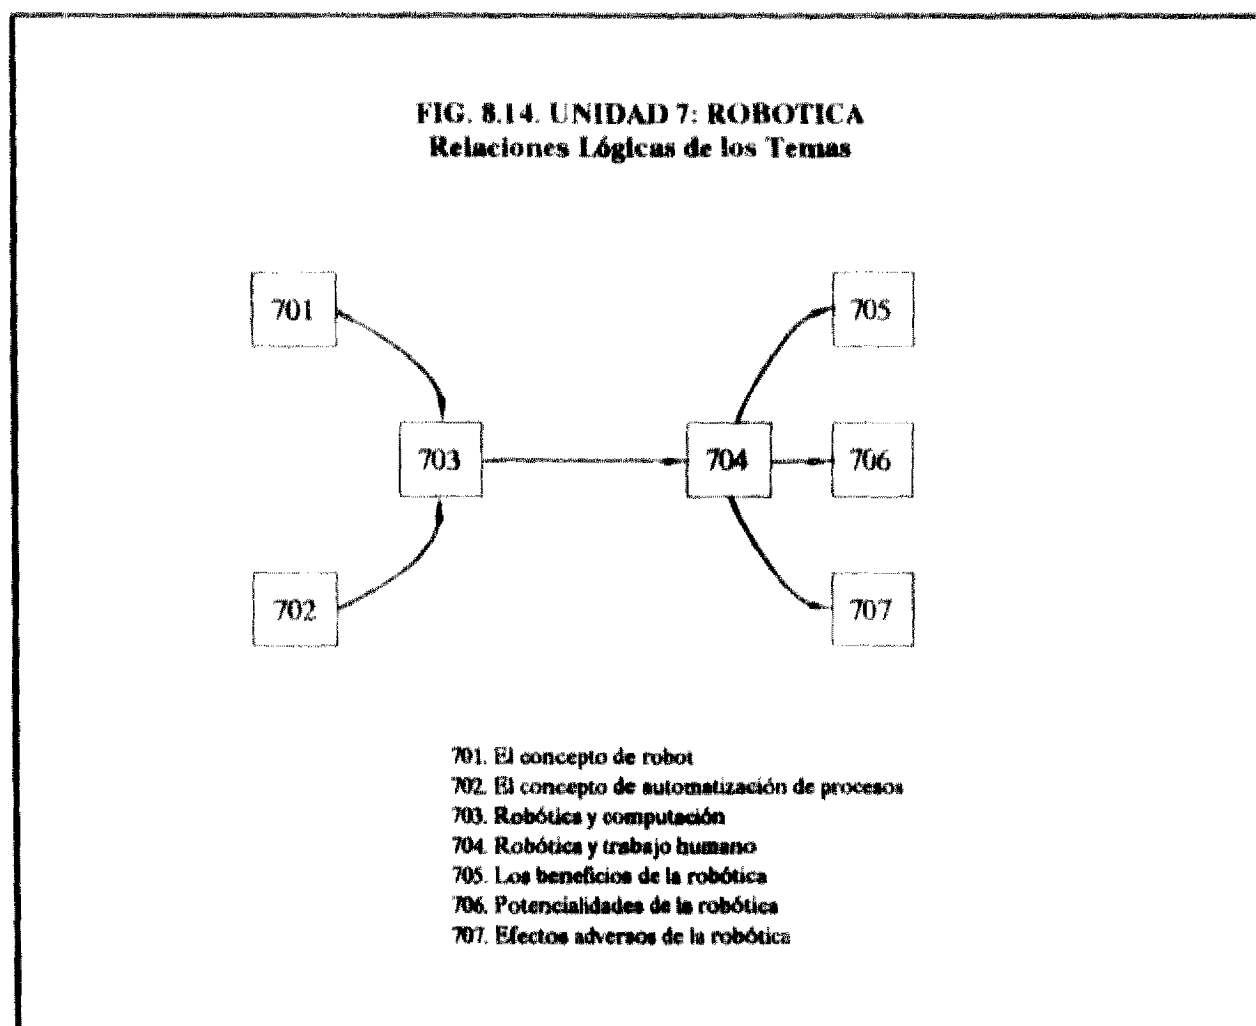 FIG. 8.14. UNIDAD 7: ROBOTICA
Relaciones Lógicas de los Temas
701
705
703
704
706
702
707
701. El concepto de robot
702. El concepto de automatización de procesos
703. Robótica y computación
704. Robótica y trabajo humano
705. Los beneficios de la robótica
706. Potencialidades de la robótica
707. Efectos adversos de la robótica